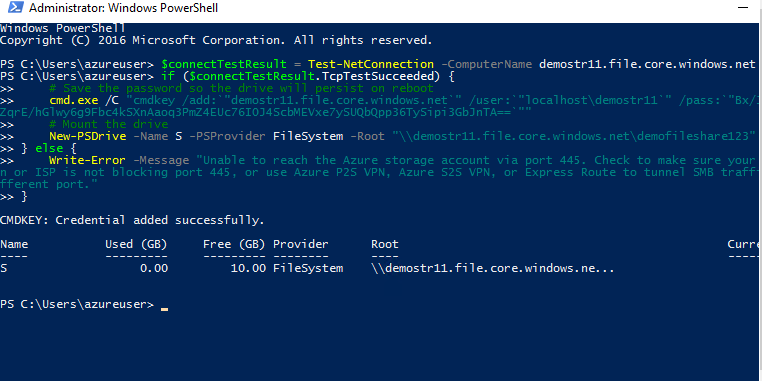 Administrator: Windows PowerShell
Windows PowerShell
Copyright (C) 2016 Microsoft Corporation. All rights reserved.
PS C:\Users\azureuser> $connectTestResult = Test-NetConnection -ComputerName demostr11.file.core.windows.net
PS C:\Users\azureuser> if ($connectTestResult.TcpTestSucceeded) {
>> # Save the password so the drive will persist on reboot
>> cmd.exe /C "cmdkey /add:`"demostr11.file.core.windows.net`" /user:`"localhost\demostr11`" /pass:`"
>> # Mount the drive
>> New-PSDrive -Name S -PSProvider FileSystem -Root "\\demostr11.file.core.windows.net\demofileshare123"
>> } else {
>> Write-Error -Message "Unable to reach the Azure storage account via port 445. Check to make sure your
n or ISP is not blocking port 445, or use Azure P2S VPN, Azure S2S VPN, or Express Route to tunnel SMB traff
fferent port."
>> }
CMDKEY: Credential added successfully.
Name Used (GB) Free (GB) Provider Root Curre
---- --------- --------- -------- ---- -----
S 0.00 10.00 FileSystem \\demostr11.file.core.windows.ne...
PS C:\Users\azureuser>